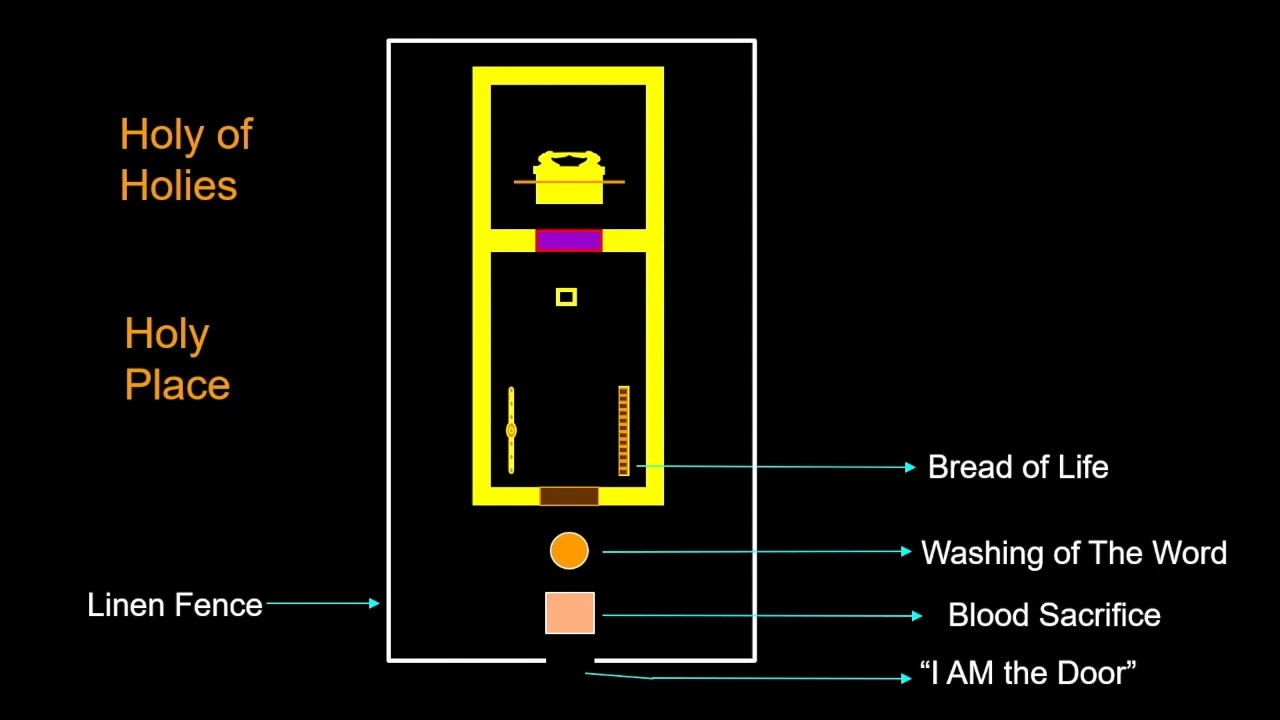 Holy of
Holies
Holy
Place
Bread of Life
Washing of The Word
Linen Fence
Blood Sacrifice
“I AM the Door”